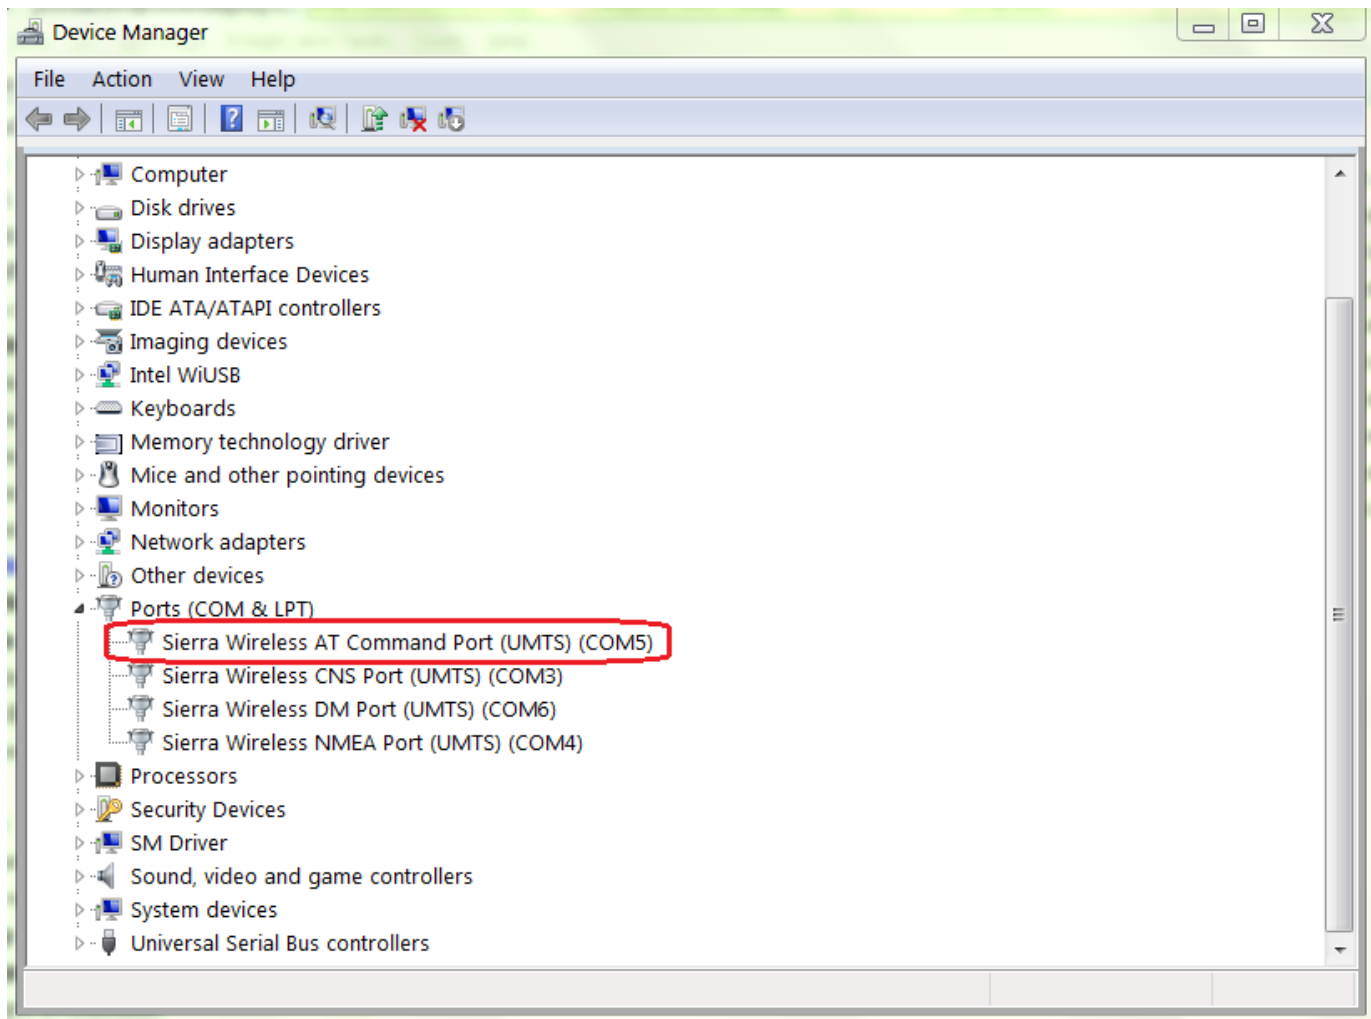 Device Manager
File Action View Help
Computer
Disk drives
Display adapters
Human Interface Devices
IDE ATA/ATAPI controllers
Imaging devices
Intel WiUSB
Keyboards
Memory technology driver
Mice and other pointing devices
Monitors
Network adapters
Other devices
Ports (COM & LPT)
Sierra Wireless AT Command Port (UMTS) (COM5)
Sierra Wireless CNS Port (UMTS) (COM3)
Sierra Wireless DM Port (UMTS) (COM6)
Sierra Wireless NMEA Port (UMTS) (COM4)
Processors
Security Devices
SM Driver
Sound, video and game controllers
System devices
Universal Serial Bus controllers